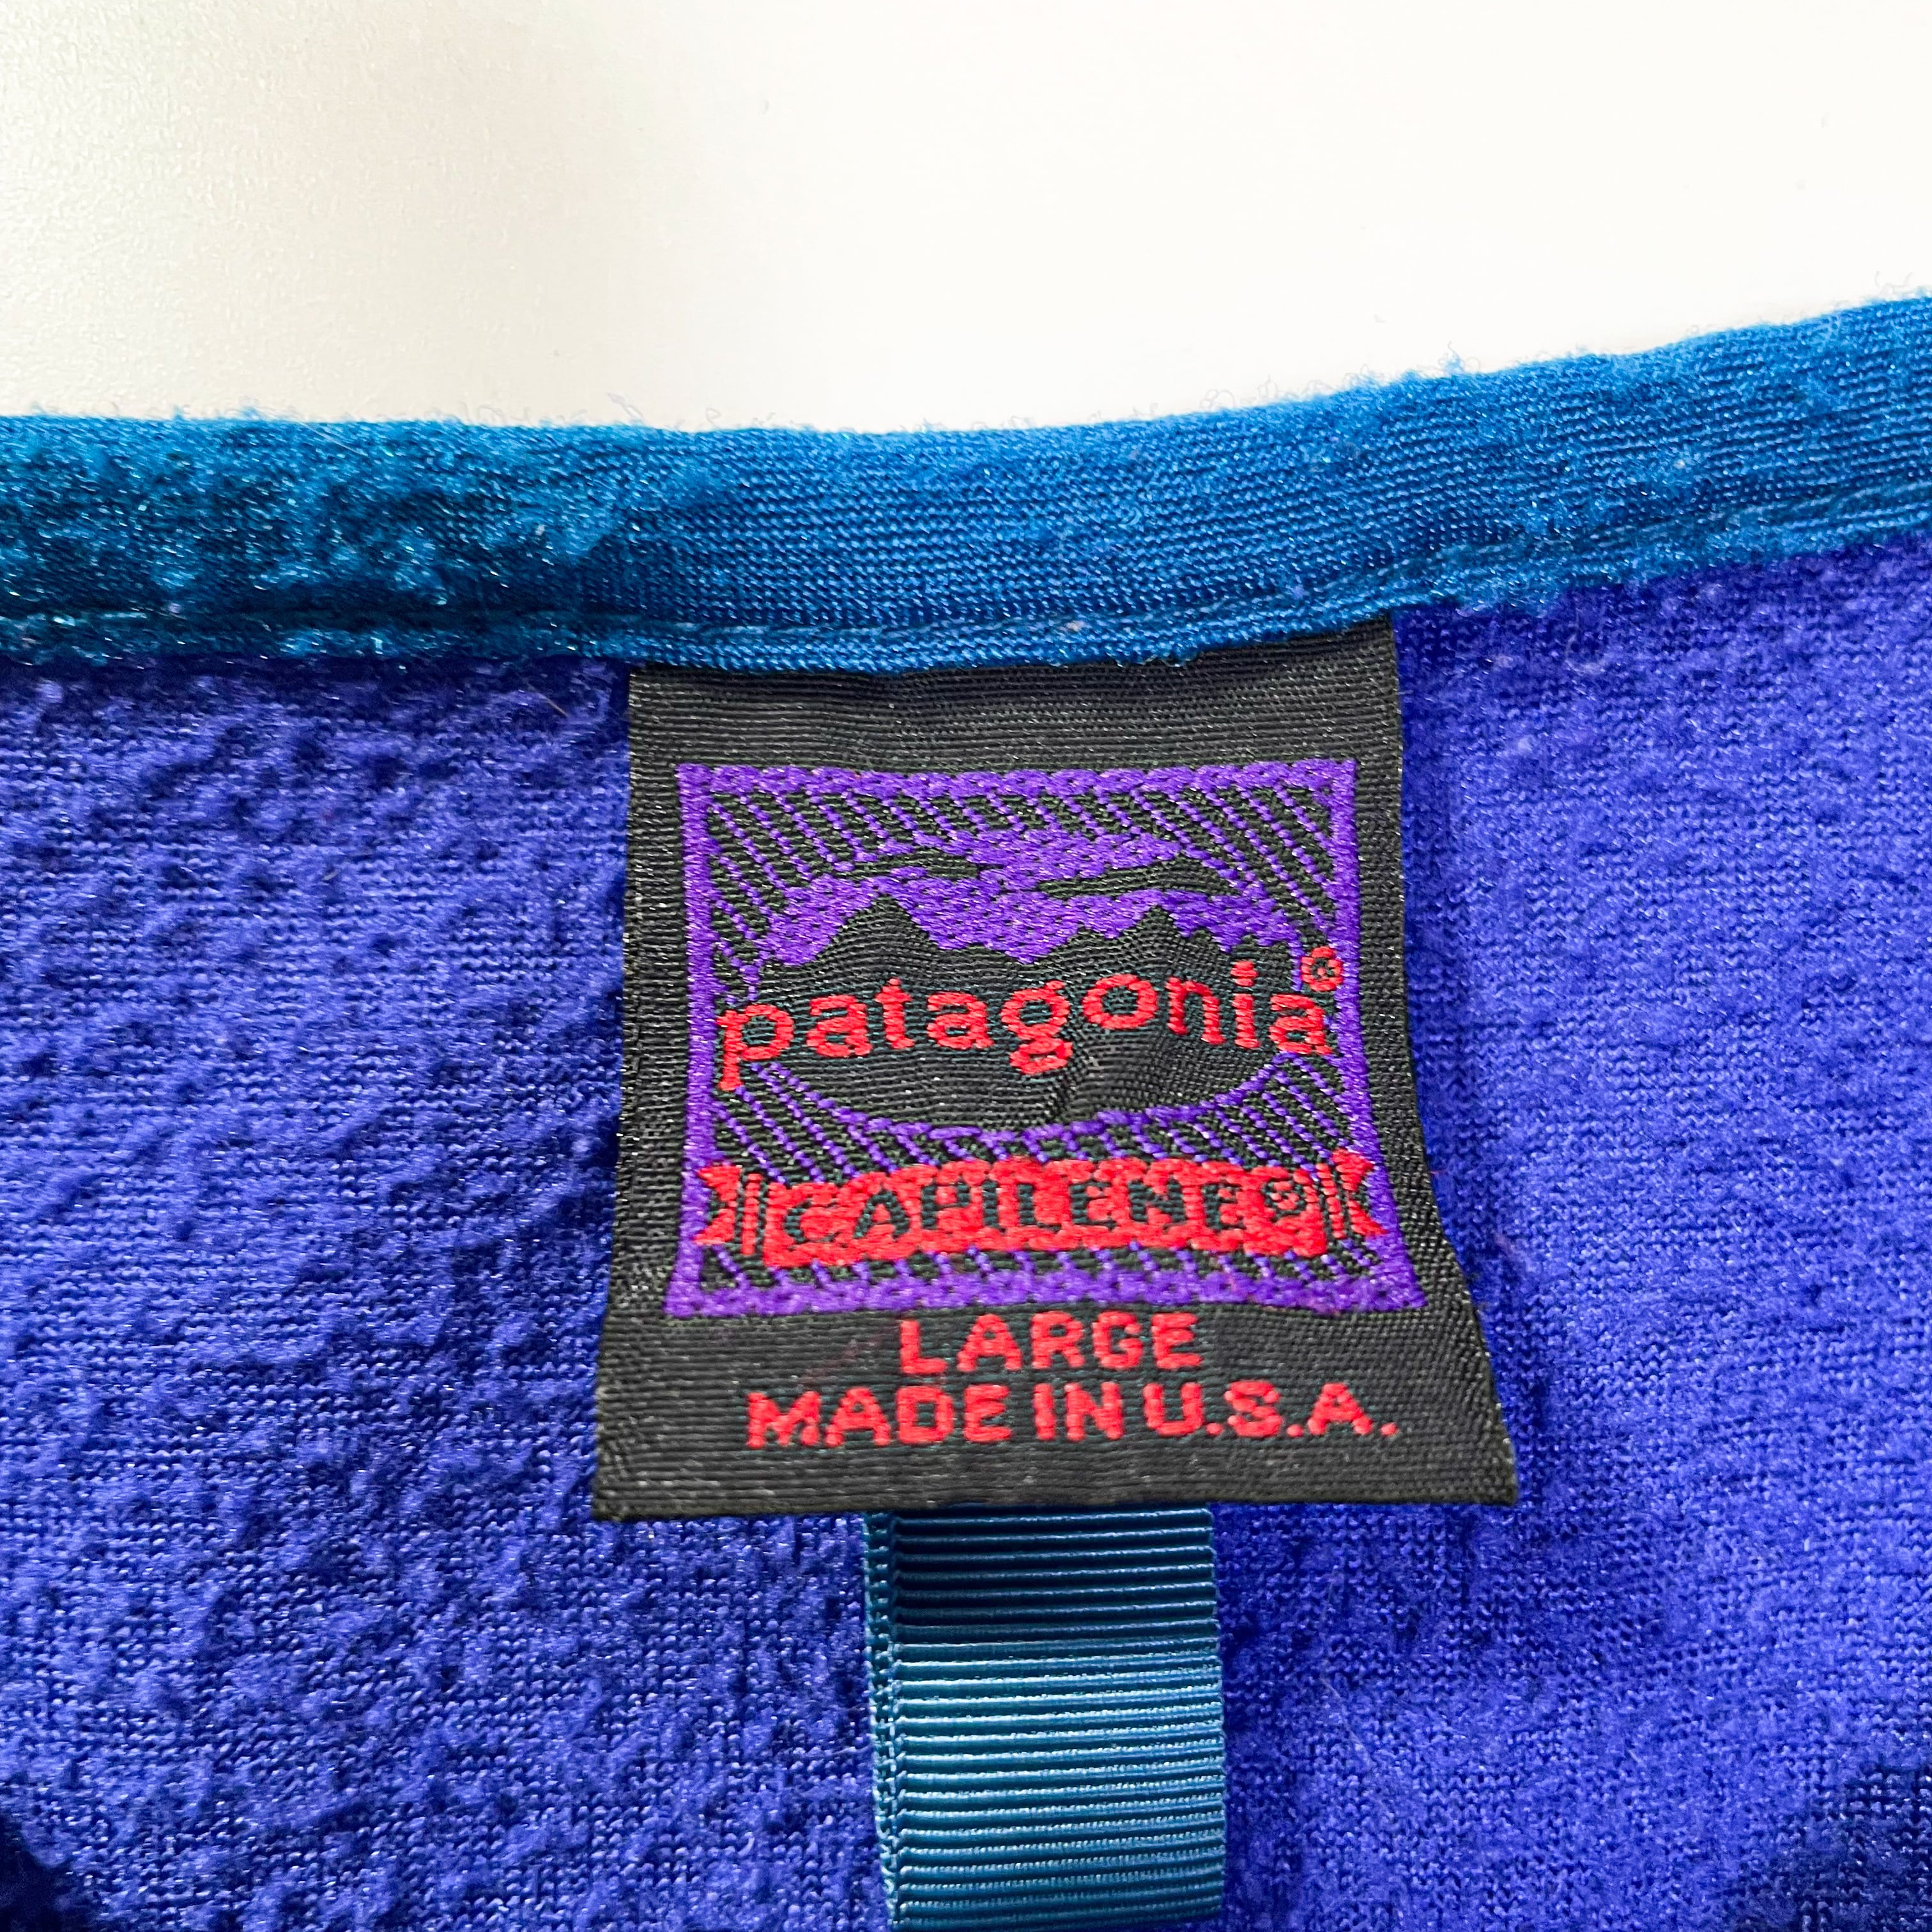 patagonia®
CAPILENE®
LARGE
MADE IN U.S.A.